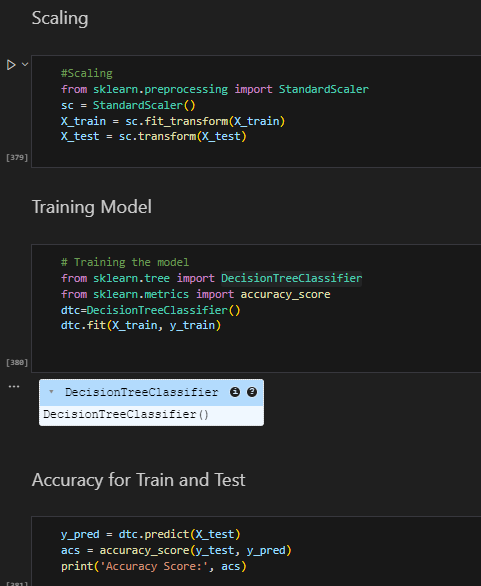 Scaling
#Scaling
from sklearn.preprocessing import StandardScaler
sc = StandardScaler()
X_train = sc.fit_transform(X_train)
X_test = sc.transform(X_test)
[379]
Training Model
# Training the model
from sklearn.tree import DecisionTreeClassifier
from sklearn.metrics import accuracy_score
dtc=DecisionTreeClassifier()
dtc.fit(X_train, y_train)
[380]
...
DecisionTreeClassifier i ?
DecisionTreeClassifier()
Accuracy for Train and Test
y_pred = dtc.predict(X_test)
acs = accuracy_score(y_test, y_pred)
print('Accuracy Score:', acs)
[381]